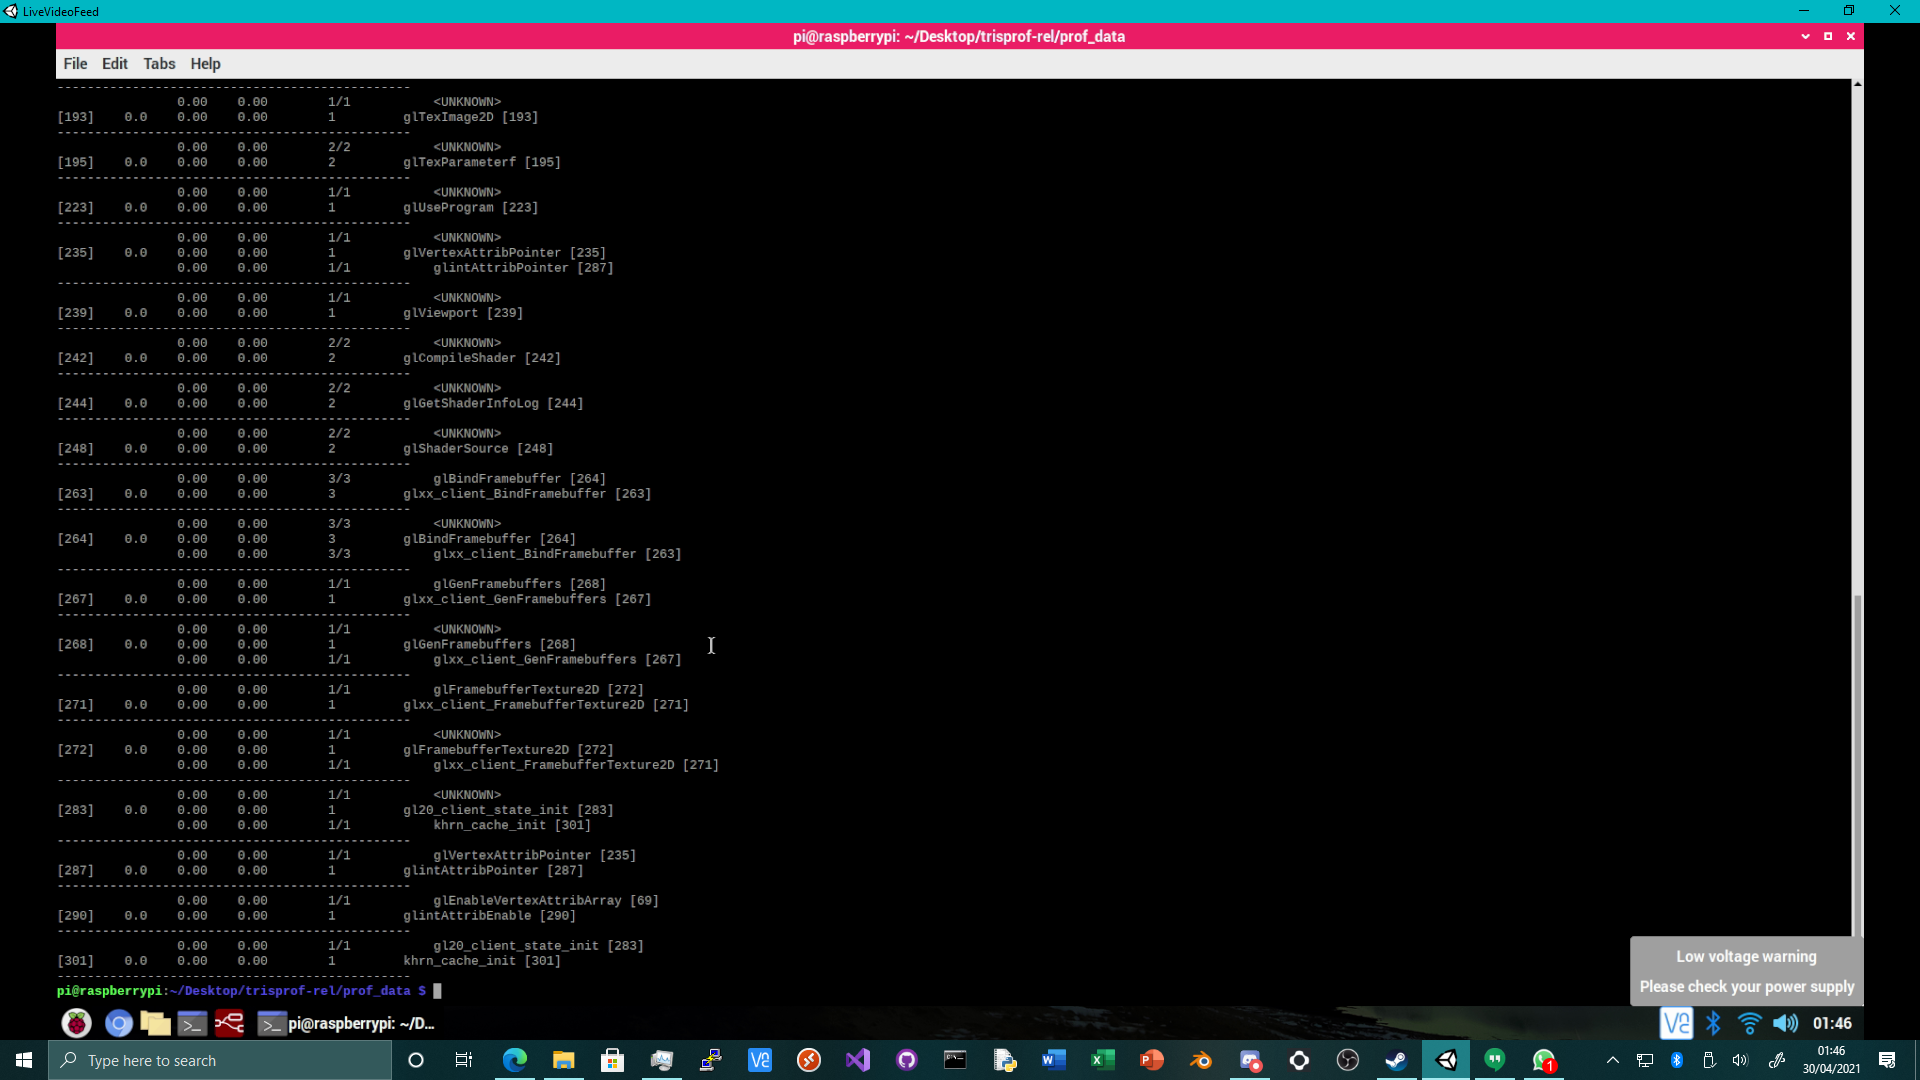 LiveVideoFeed
pi@raspberrypi: ~/Desktop/trisprof-rel/prof_data
File Edit Tabs Help
-----------------------------------------------
0.00 0.00 1/1 <UNKNOWN>
[193] 0.0 0.00 0.00 1 glTexImage2D [193]
-----------------------------------------------
0.00 0.00 2/2 <UNKNOWN>
[195] 0.0 0.00 0.00 2 glTexParameterf [195]
-----------------------------------------------
0.00 0.00 1/1 <UNKNOWN>
[223] 0.0 0.00 0.00 1 glUseProgram [223]
-----------------------------------------------
0.00 0.00 1/1 <UNKNOWN>
[235] 0.0 0.00 0.00 1 glVertexAttribPointer [235]
0.00 0.00 1/1 glintAttribPointer [287]
-----------------------------------------------
0.00 0.00 1/1 <UNKNOWN>
[239] 0.0 0.00 0.00 1 glViewport [239]
-----------------------------------------------
0.00 0.00 2/2 <UNKNOWN>
[242] 0.0 0.00 0.00 2 glCompileShader [242]
-----------------------------------------------
0.00 0.00 2/2 <UNKNOWN>
[244] 0.0 0.00 0.00 2 glGetShaderInfoLog [244]
-----------------------------------------------
0.00 0.00 2/2 <UNKNOWN>
[248] 0.0 0.00 0.00 2 glShaderSource [248]
-----------------------------------------------
0.00 0.00 3/3 glBindFramebuffer [264]
[263] 0.0 0.00 0.00 3 glxx_client_BindFramebuffer [263]
-----------------------------------------------
0.00 0.00 3/3 <UNKNOWN>
[264] 0.0 0.00 0.00 3 glBindFramebuffer [264]
0.00 0.00 3/3 glxx_client_BindFramebuffer [263]
-----------------------------------------------
0.00 0.00 1/1 glGenFramebuffers [268]
[267] 0.0 0.00 0.00 1 glxx_client_GenFramebuffers [267]
-----------------------------------------------
0.00 0.00 1/1 <UNKNOWN>
[268] 0.0 0.00 0.00 1 glGenFramebuffers [268]
0.00 0.00 1/1 glxx_client_GenFramebuffers [267]
-----------------------------------------------
0.00 0.00 1/1 glFramebufferTexture2D [272]
[271] 0.0 0.00 0.00 1 glxx_client_FramebufferTexture2D [271]
-----------------------------------------------
0.00 0.00 1/1 <UNKNOWN>
[272] 0.0 0.00 0.00 1 glFramebufferTexture2D [272]
0.00 0.00 1/1 glxx_client_FramebufferTexture2D [271]
-----------------------------------------------
0.00 0.00 1/1 <UNKNOWN>
[283] 0.0 0.00 0.00 1 gl20_client_state_init [283]
0.00 0.00 1/1 khrn_cache_init [301]
-----------------------------------------------
0.00 0.00 1/1 glVertexAttribPointer [235]
[287] 0.0 0.00 0.00 1 glintAttribPointer [287]
-----------------------------------------------
0.00 0.00 1/1 glEnableVertexAttribArray [69]
[290] 0.0 0.00 0.00 1 glintAttribEnable [290]
-----------------------------------------------
0.00 0.00 1/1 gl20_client_state_init [283]
[301] 0.0 0.00 0.00 1 khrn_cache_init [301]
-----------------------------------------------
pi@raspberrypi:~/Desktop/trisprof-rel/prof_data $
Low voltage warning
Please check your power supply
pi@raspberrypi: ~/D...
01:46
Type here to search
1
01:46
30/04/2021